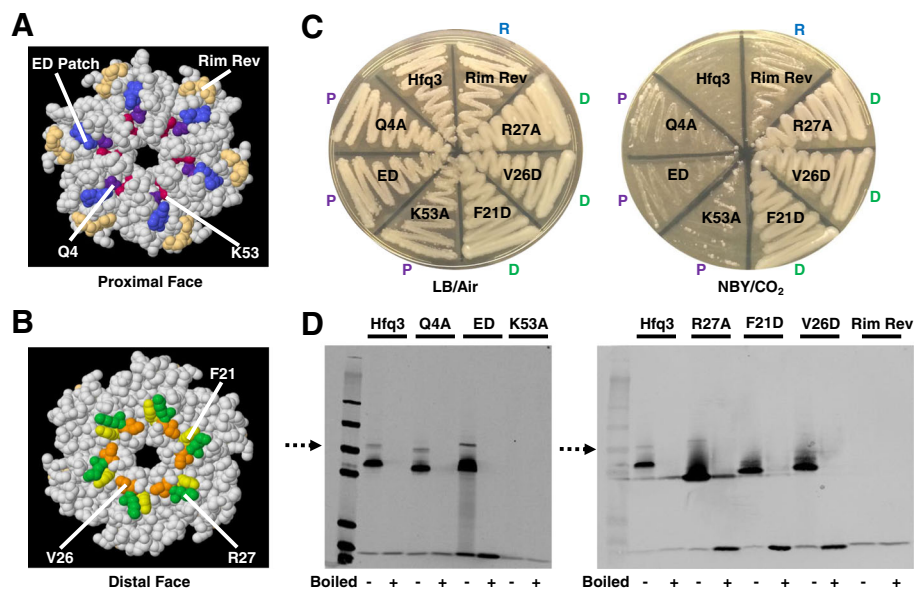 A
ED Patch
Rim Rev
Q4
K53
Proximal Face
B
F21
V26
R27
Distal Face
C
R
P
D
Hfq3
Rim Rev
Q4A
R27A
ED
V26D
P
D
K53A
F21D
P
D
LB/Air
R
P
D
Hfq3
Rim Rev
Q4A
R27A
ED
V26D
P
D
K53A
F21D
P
D
NBY/CO₂
D
Hfq3 Q4A ED K53A
Boiled - + - + - + - +
Hfq3 R27A F21D V26D Rim Rev
Boiled - + - + - + - + - +